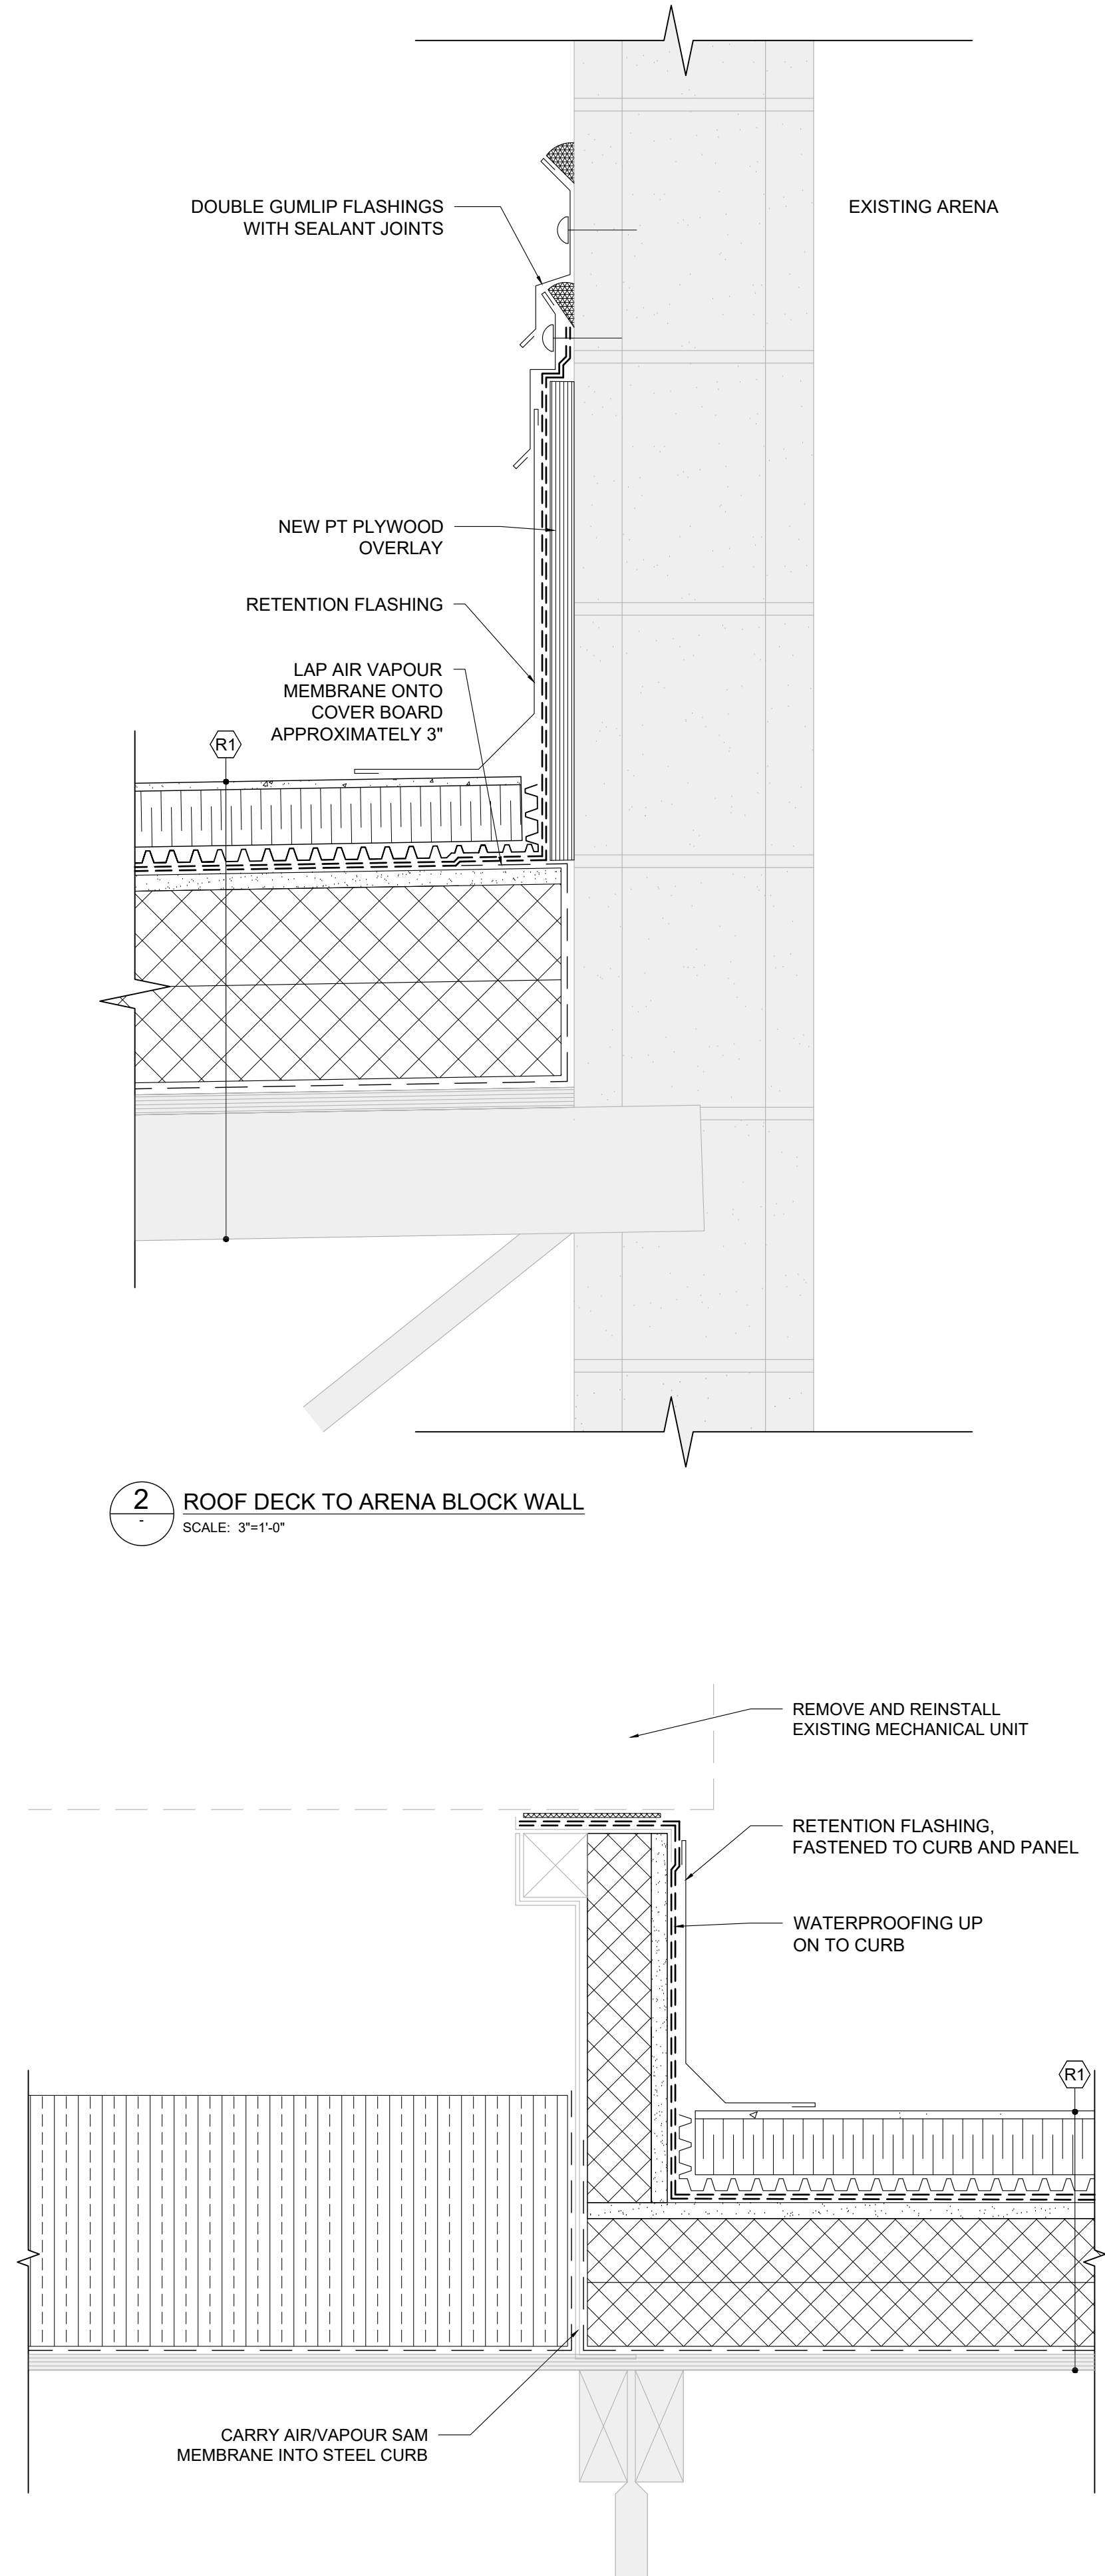 DOUBLE GUMLIP FLASHINGS
WITH SEALANT JOINTS
EXISTING ARENA
NEW PT PLYWOOD
OVERLAY
RETENTION FLASHING
LAP AIR VAPOUR
MEMBRANE ONTO
COVER BOARD
APPROXIMATELY 3"
R1
2
-
ROOF DECK TO ARENA BLOCK WALL
SCALE: 3"=1'-0"
REMOVE AND REINSTALL
EXISTING MECHANICAL UNIT
RETENTION FLASHING,
FASTENED TO CURB AND PANEL
WATERPROOFING UP
ON TO CURB
R1
CARRY AIR/VAPOUR SAM
MEMBRANE INTO STEEL CURB